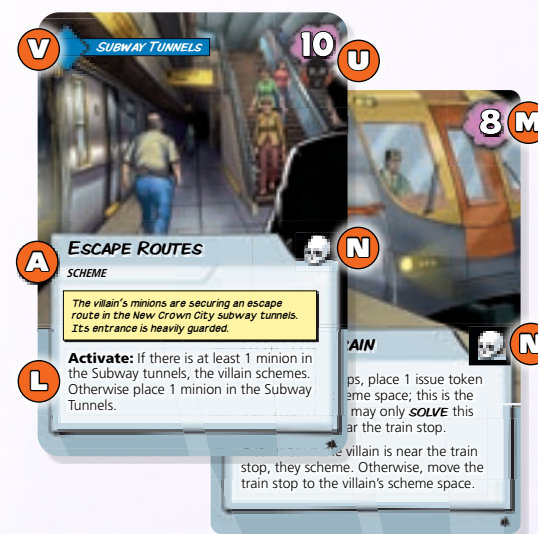 V
SUBWAY TUNNELS
10
U
8
M
A
ESCAPE ROUTES
N
SCHEME
The villain's minions are securing an escape
route in the New Crown City subway tunnels.
Its entrance is heavily guarded.
L
Activate: If there is at least 1 minion in
the Subway tunnels, the villain schemes.
Otherwise place 1 minion in the Subway
Tunnels.
N
place 1 issue token
scheme space; this is the
may only SOLVE this
the train stop.
villain is near the train
stop, they scheme. Otherwise, move the
train stop to the villain's scheme space.